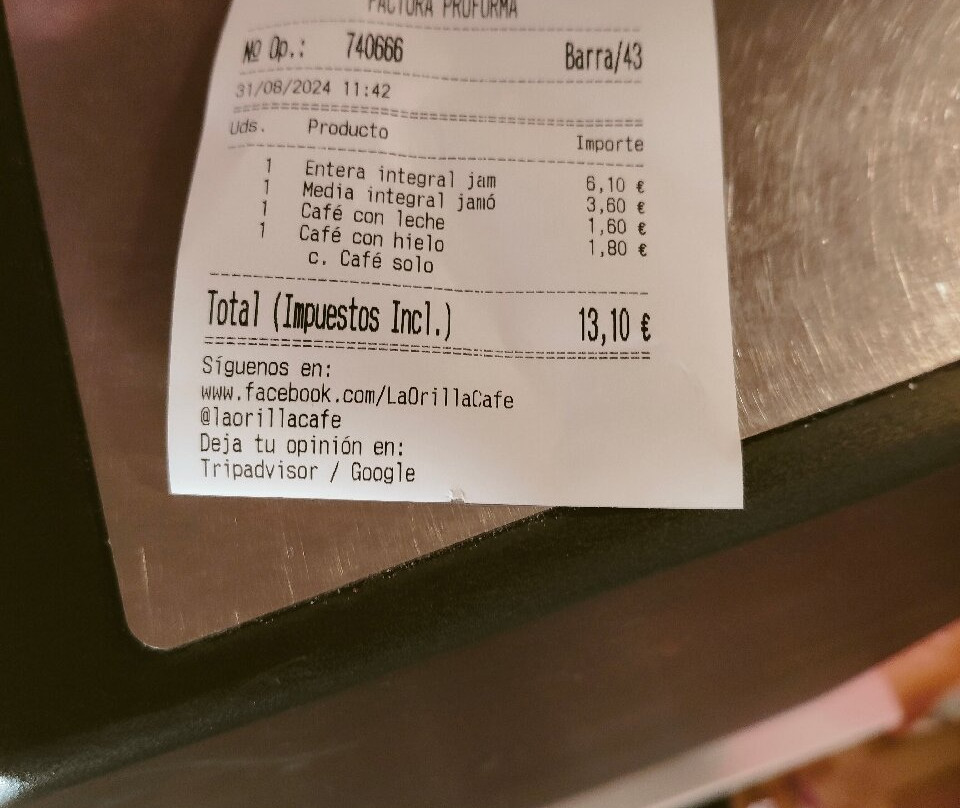 FACTURA PROFORMA
Nº Op.: 740666 Barra/43
31/08/2024 11:42
Uds. Producto Importe
1 Entera integral jam 6,10 €
1 Media integral jamó 3,60 €
1 Café con leche 1,60 €
1 Café con hielo 1,80 €
c. Café solo
Total (Impuestos Incl.) 13,10 €
Síguenos en:
www.facebook.com/LaOrillaCafe
@laorillacafe
Deja tu opinión en:
Tripadvisor / Google